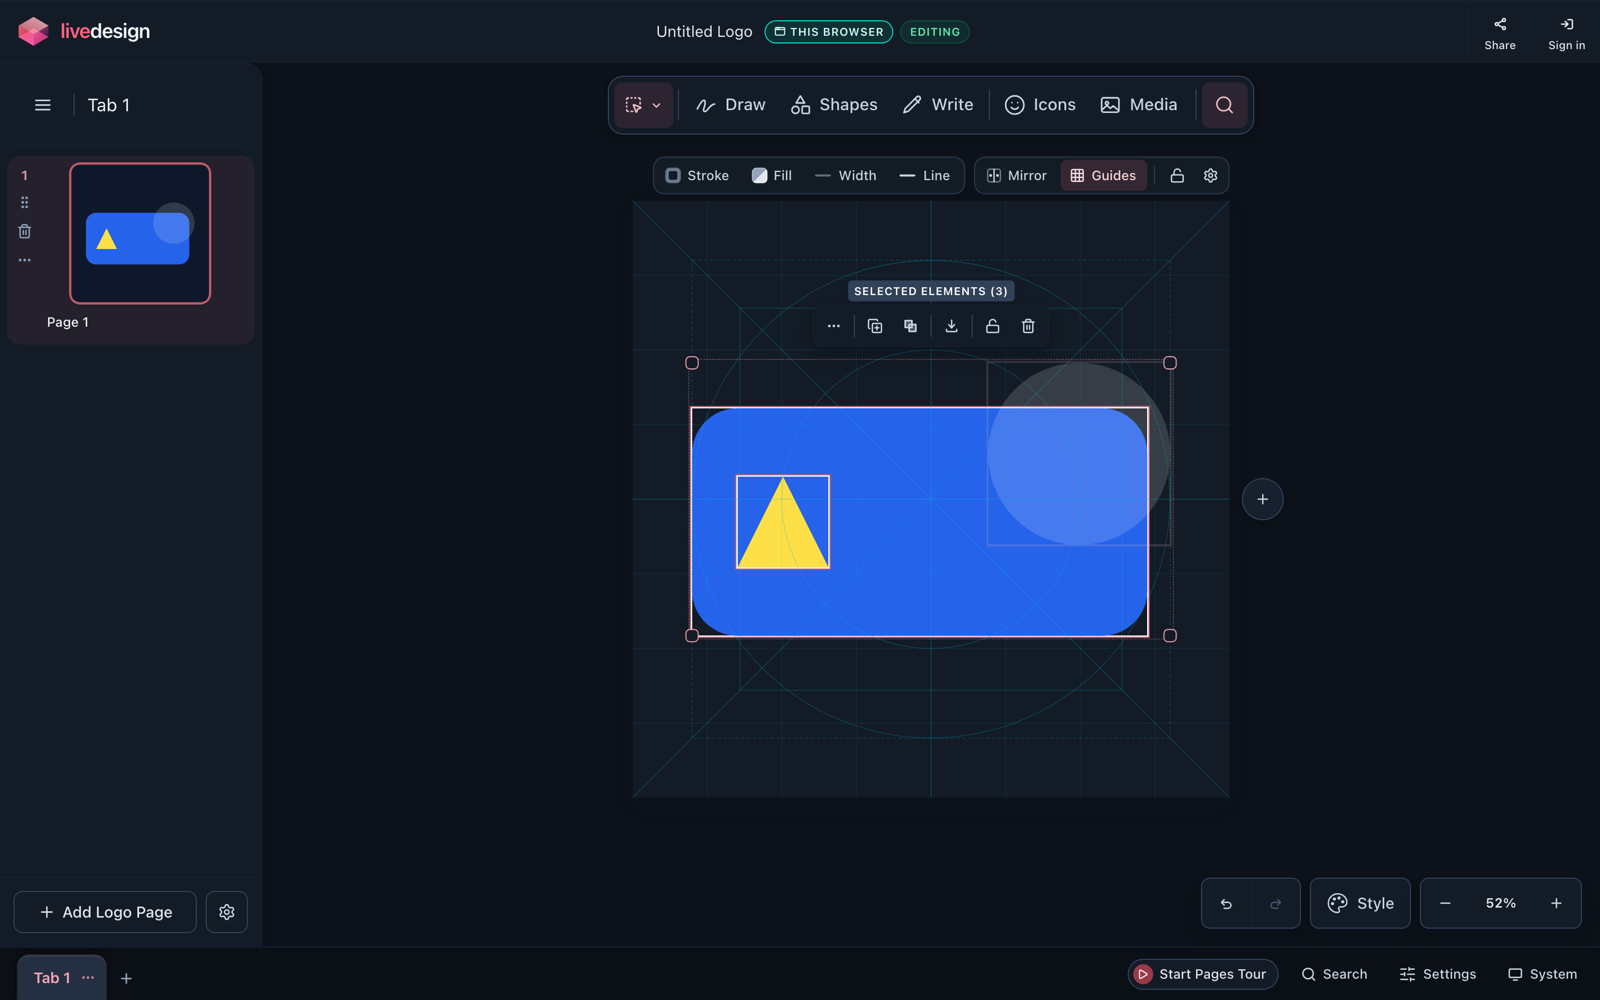 livedesign
Untitled Logo
THIS BROWSER
EDITING
Share
Sign in
Tab 1
Draw
Shapes
Write
Icons
Media
Stroke
Fill
Width
Line
Mirror
Guides
1
Page 1
SELECTED ELEMENTS (3)
Add Logo Page
Style
52%
Tab 1
Start Pages Tour
Search
Settings
System